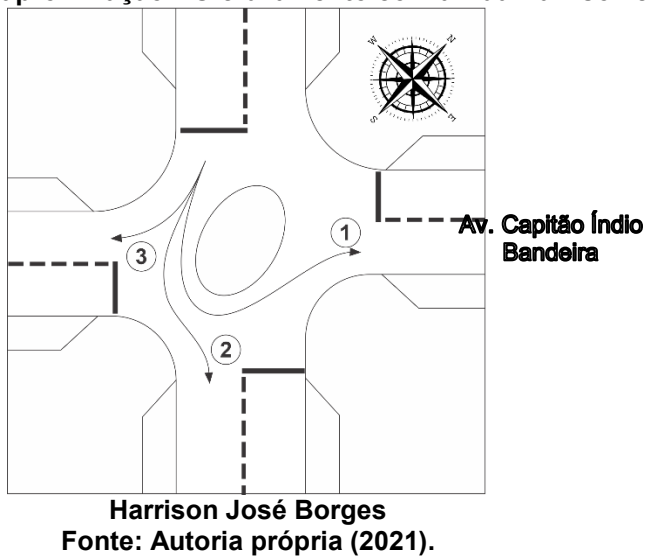 W
N
S
E
1
Av. Capitão Índio
Bandeira
3
2
Harrison José Borges
Fonte: Autoria própria (2021).